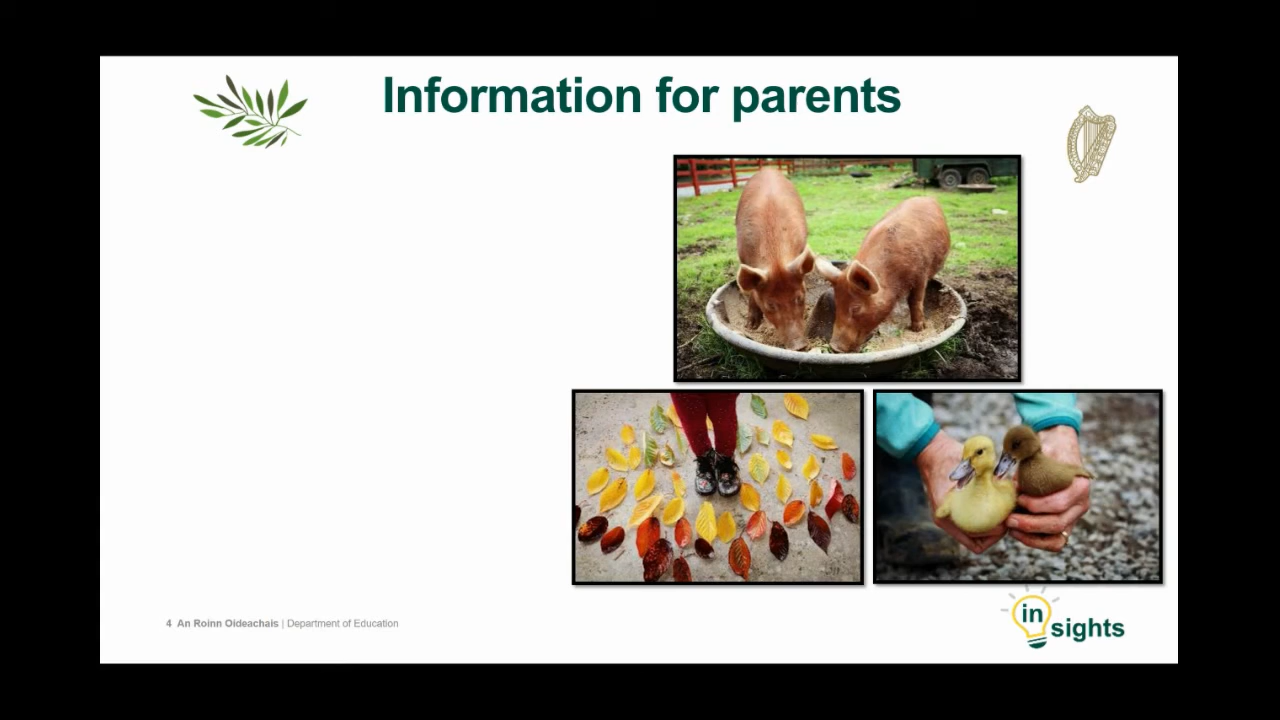 Information for parents
4 An Roinn Oideachais | Department of Education
in
sights